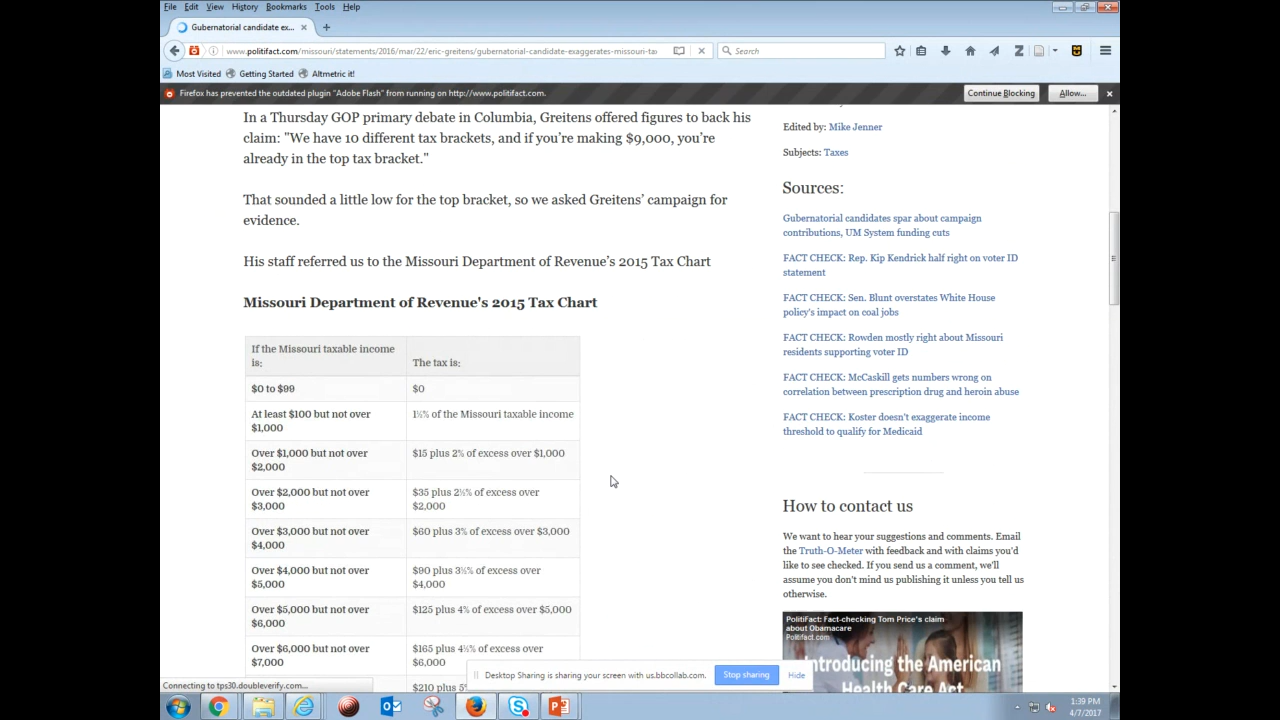 File Edit View History Bookmarks Tools Help
Gubernatorial candidate ex...
www.politifact.com/missouri/statements/2016/mar/22/eric-greitens/gubernatorial-candidate-exaggerates-missouri-tax
Search
Most Visited Getting Started Altmetric it!
Firefox has prevented the outdated plugin "Adobe Flash" from running on http://www.politifact.com.
Continue Blocking
Allow...
In a Thursday GOP primary debate in Columbia, Greitens offered figures to back his
claim: "We have 10 different tax brackets, and if you're making $9,000, you're
already in the top tax bracket."
That sounded a little low for the top bracket, so we asked Greitens' campaign for
evidence.
His staff referred us to the Missouri Department of Revenue's 2015 Tax Chart
Missouri Department of Revenue's 2015 Tax Chart
If the Missouri taxable income
is:
The tax is:
$0 to $99
$0
At least $100 but not over
$1,000
1½% of the Missouri taxable income
Over $1,000 but not over
$2,000
$15 plus 2% of excess over $1,000
Over $2,000 but not over
$3,000
$35 plus 2½% of excess over
$2,000
Over $3,000 but not over
$4,000
$60 plus 3% of excess over $3,000
Over $4,000 but not over
$5,000
$90 plus 3½% of excess over
$4,000
Over $5,000 but not over
$6,000
$125 plus 4% of excess over $5,000
Over $6,000 but not over
$7,000
$165 plus 4½% of excess over
$6,000
$210 plus 5%
Edited by: Mike Jenner
Subjects: Taxes
Sources:
Gubernatorial candidates spar about campaign
contributions, UM System funding cuts
FACT CHECK: Rep. Kip Kendrick half right on voter ID
statement
FACT CHECK: Sen. Blunt overstates White House
policy's impact on coal jobs
FACT CHECK: Rowden mostly right about Missouri
residents supporting voter ID
FACT CHECK: McCaskill gets numbers wrong on
correlation between prescription drug and heroin abuse
FACT CHECK: Koster doesn't exaggerate income
threshold to qualify for Medicaid
How to contact us
We want to hear your suggestions and comments. Email
the Truth-O-Meter with feedback and with claims you'd
like to see checked. If you send us a comment, we'll
assume you don't mind us publishing it unless you tell us
otherwise.
PolitiFact: Fact-checking Tom Price's claim
about Obamacare
Politifact.com
Introducing the American
Health Care Act
Desktop Sharing is sharing your screen with us.bbcollab.com.
Stop sharing
Hide
Connecting to tps30.doubleverify.com...
1:39 PM
4/7/2017